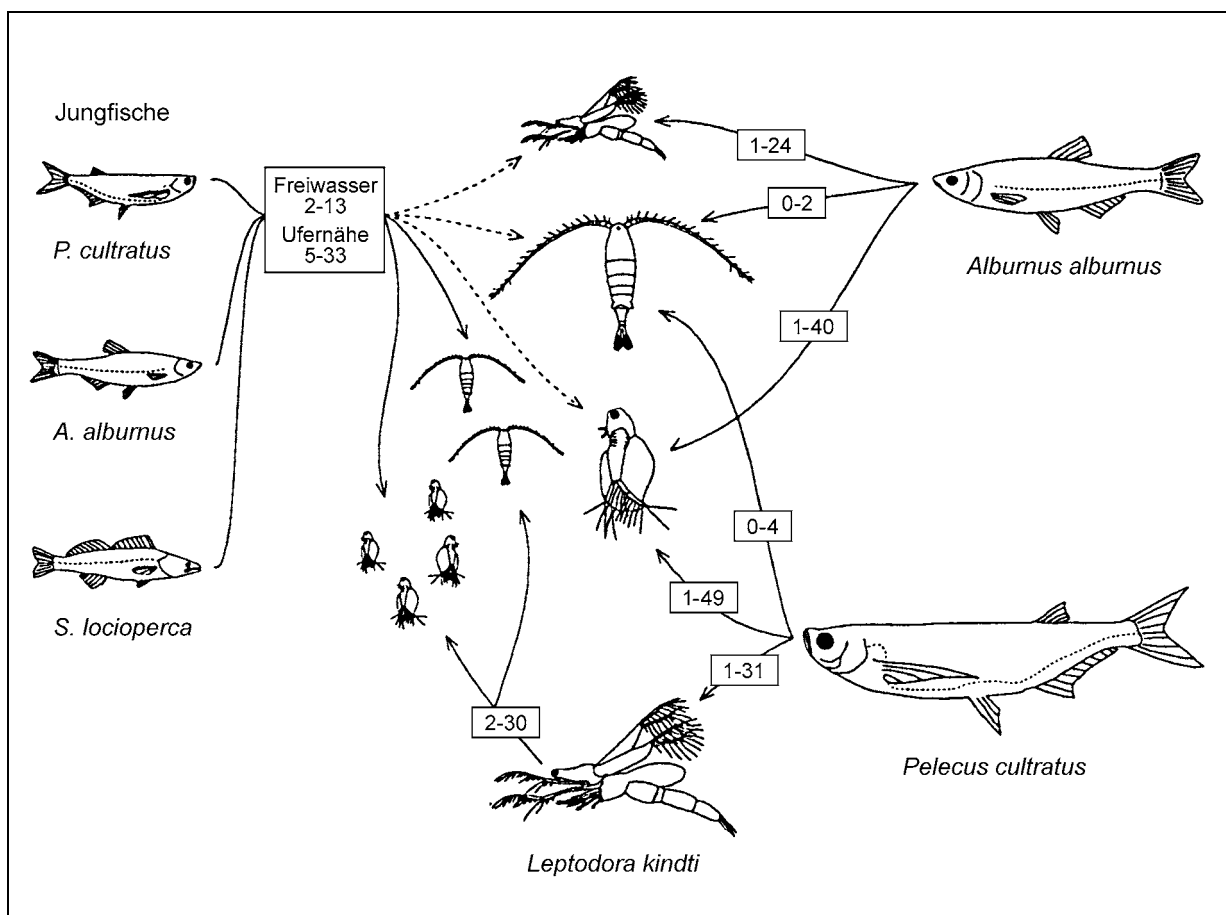 Jungfische
P. cultratus
A. alburnus
S. locioperca
Freiwasser
2-13
Ufernähe
5-33
1-24
0-2
1-40
Alburnus alburnus
0-4
1-49
1-31
2-30
Pelecus cultratus
Leptodora kindti